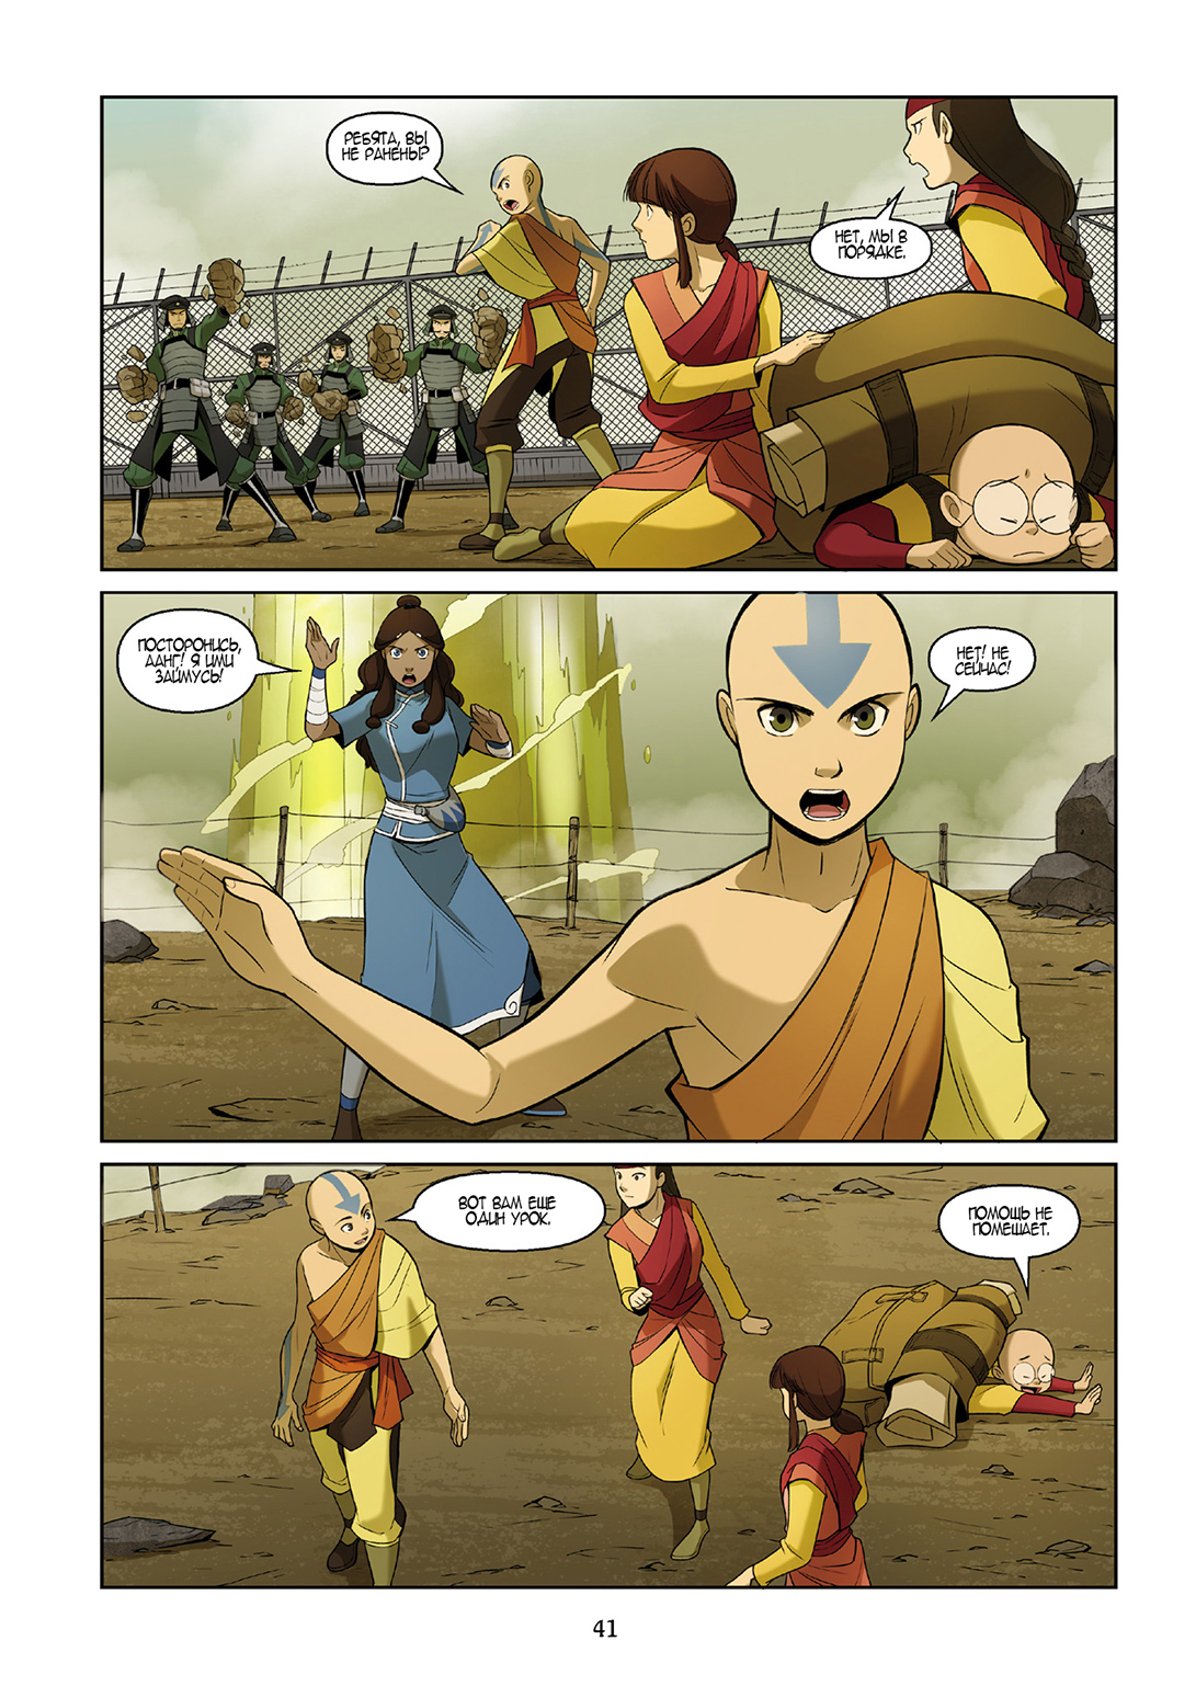 РЕБЯТА, ВЫ
НЕ РАНЕНЫ?
НЕТ, МЫ В
ПОРЯДКЕ.
ПОСТОРОНИСЬ,
ААНГ! Я ИМИ
ЗАЙМУСЬ!
НЕТ! НЕ
СЕЙЧАС!
ВОТ ВАМ ЕЩЕ
ОДИН УРОК.
ПОМОЩЬ НЕ
ПОМЕШАЕТ.
41